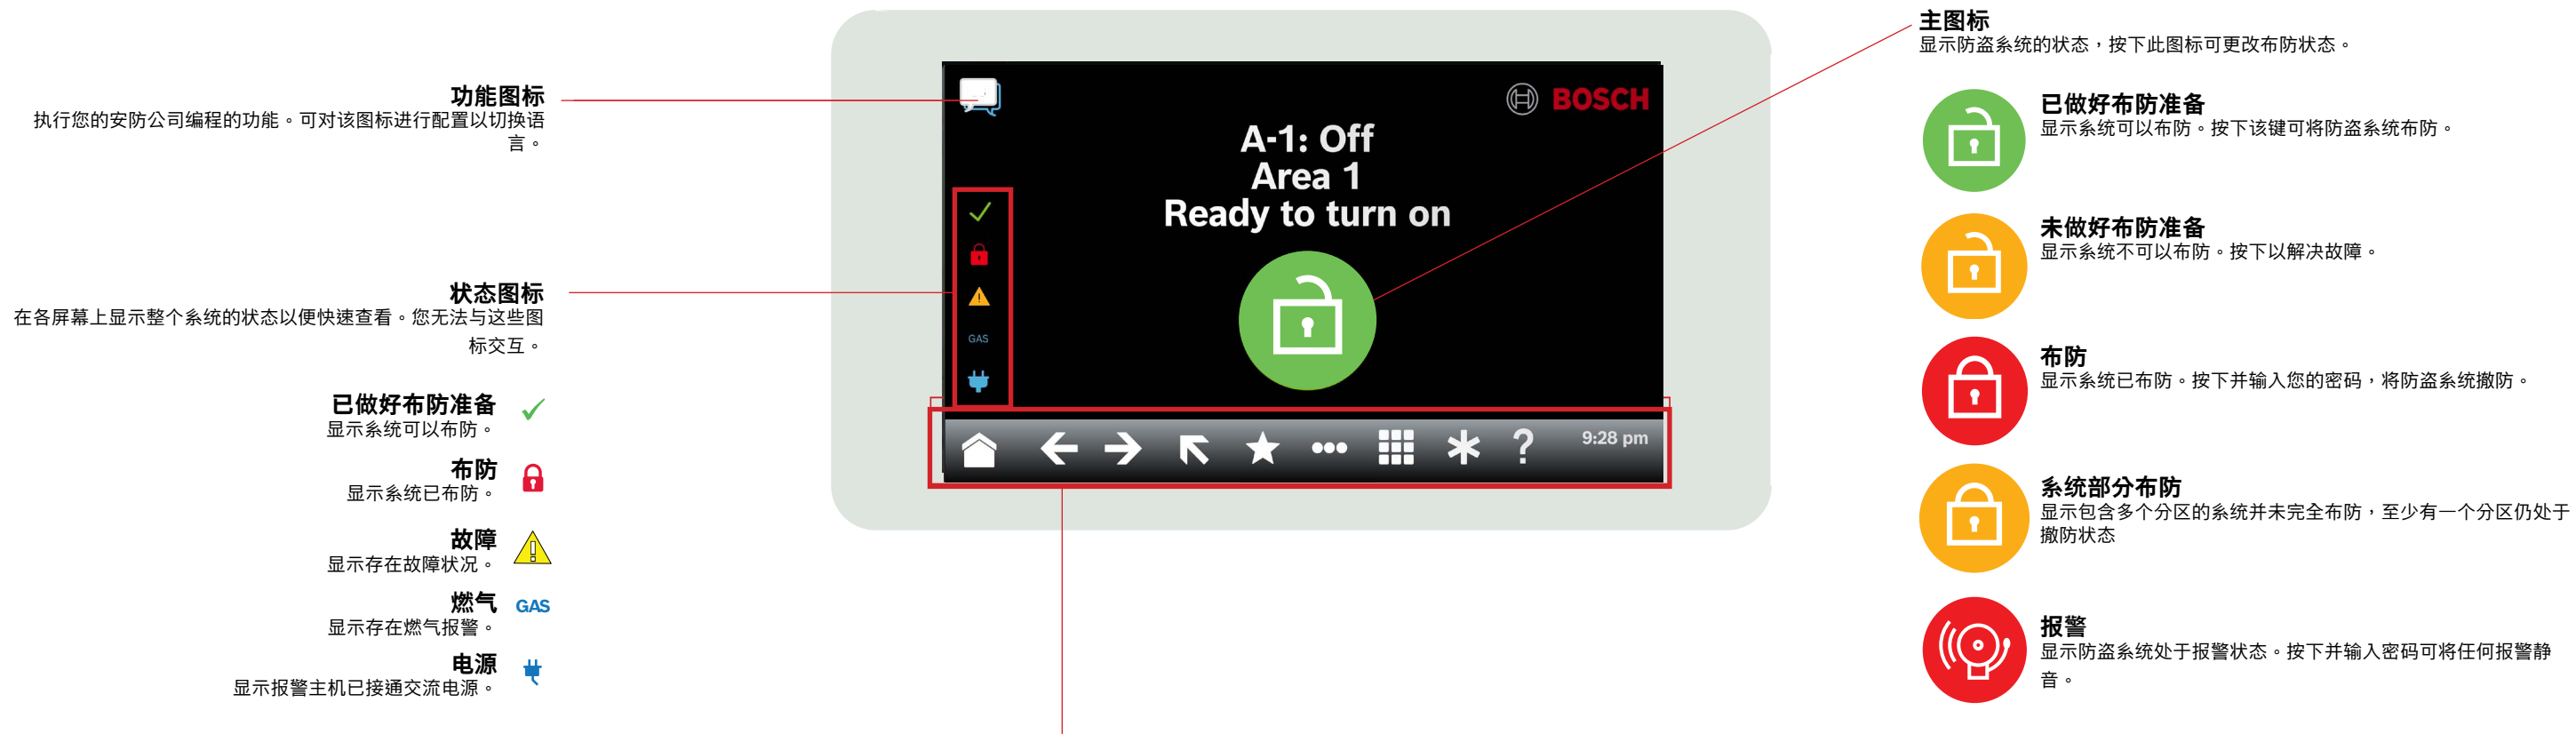 功能图标
执行您的安防公司编程的功能。可对该图标进行配置以切换语
言。
状态图标
在各屏幕上显示整个系统的状态以便快速查看。您无法与这些图
标交互。
已做好布防准备
显示系统可以布防。
布防
显示系统已布防。
故障
显示存在故障状况。
燃气
GAS
显示存在燃气报警。
电源
显示报警主机已接通交流电源。
BOSCH
A-1: Off
Area 1
Ready to turn on
GAS
9:28 pm
主图标
显示防盗系统的状态，按下此图标可更改布防状态。
已做好布防准备
显示系统可以布防。按下该键可将防盗系统布防。
未做好布防准备
显示系统不可以布防。按下以解决故障。
布防
显示系统已布防。按下并输入您的密码，将防盗系统撤防。
系统部分布防
显示包含多个分区的系统并未完全布防，至少有一个分区仍处于
撤防状态
报警
显示防盗系统处于报警状态。按下并输入密码可将任何报警静
音。